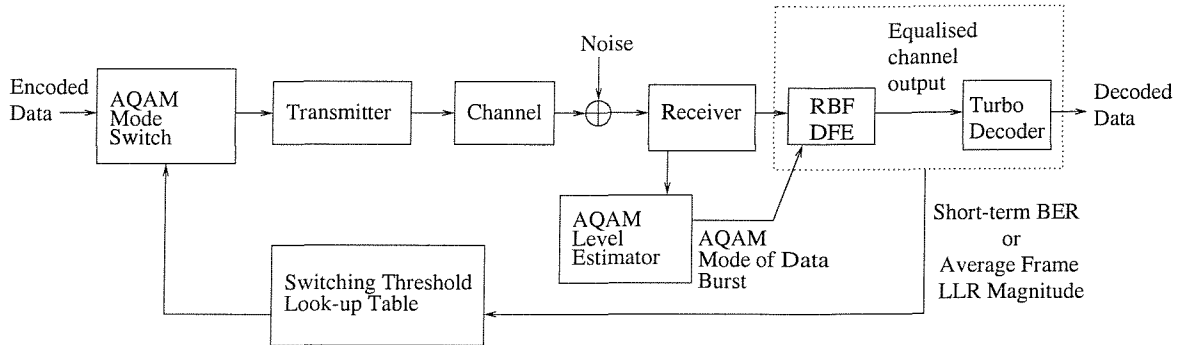 Encoded
Data
AQAM
Mode
Switch
Transmitter
Channel
Noise
Receiver
RBF
DFE
Equalised
channel
output
Turbo
Decoder
Decoded
Data
AQAM
Level
Estimator
AQAM
Mode of Data
Burst
Short-term BER
or
Average Frame
LLR Magnitude
Switching Threshold
Look-up Table